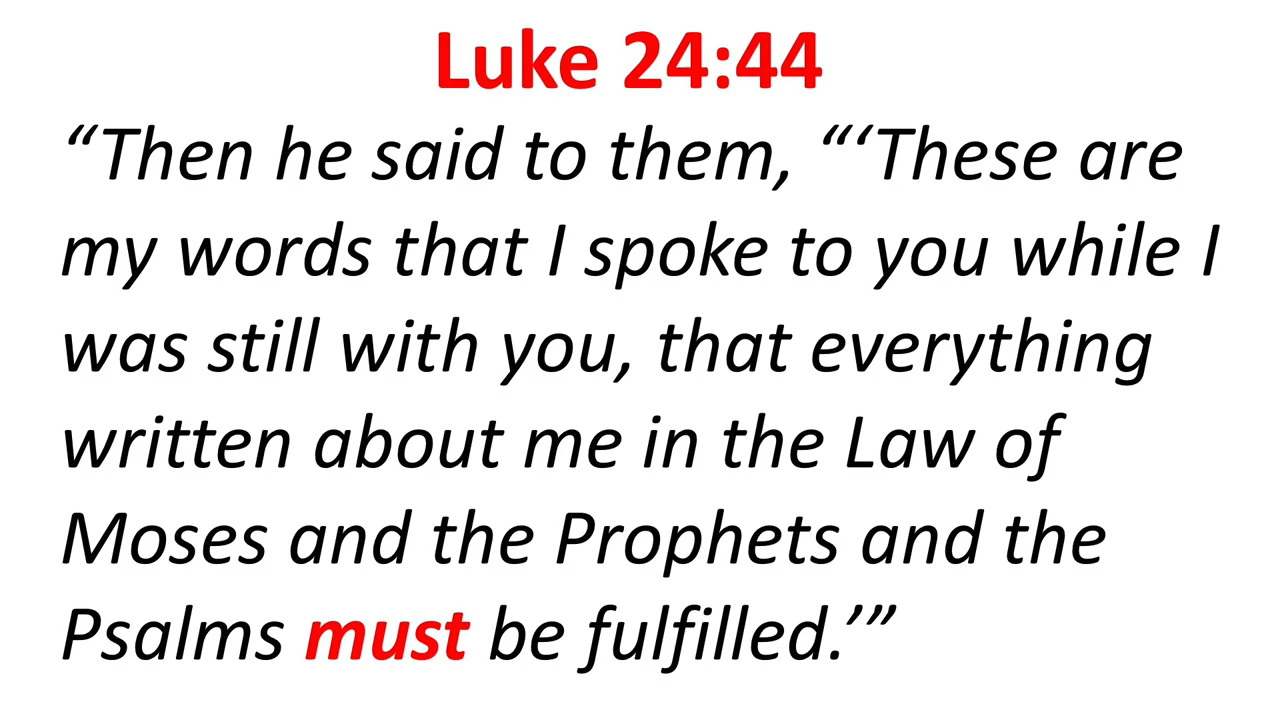 Luke 24:44
“Then he said to them, “‘These are
my words that I spoke to you while I
was still with you, that everything
written about me in the Law of
Moses and the Prophets and the
Psalms must be fulfilled.’”